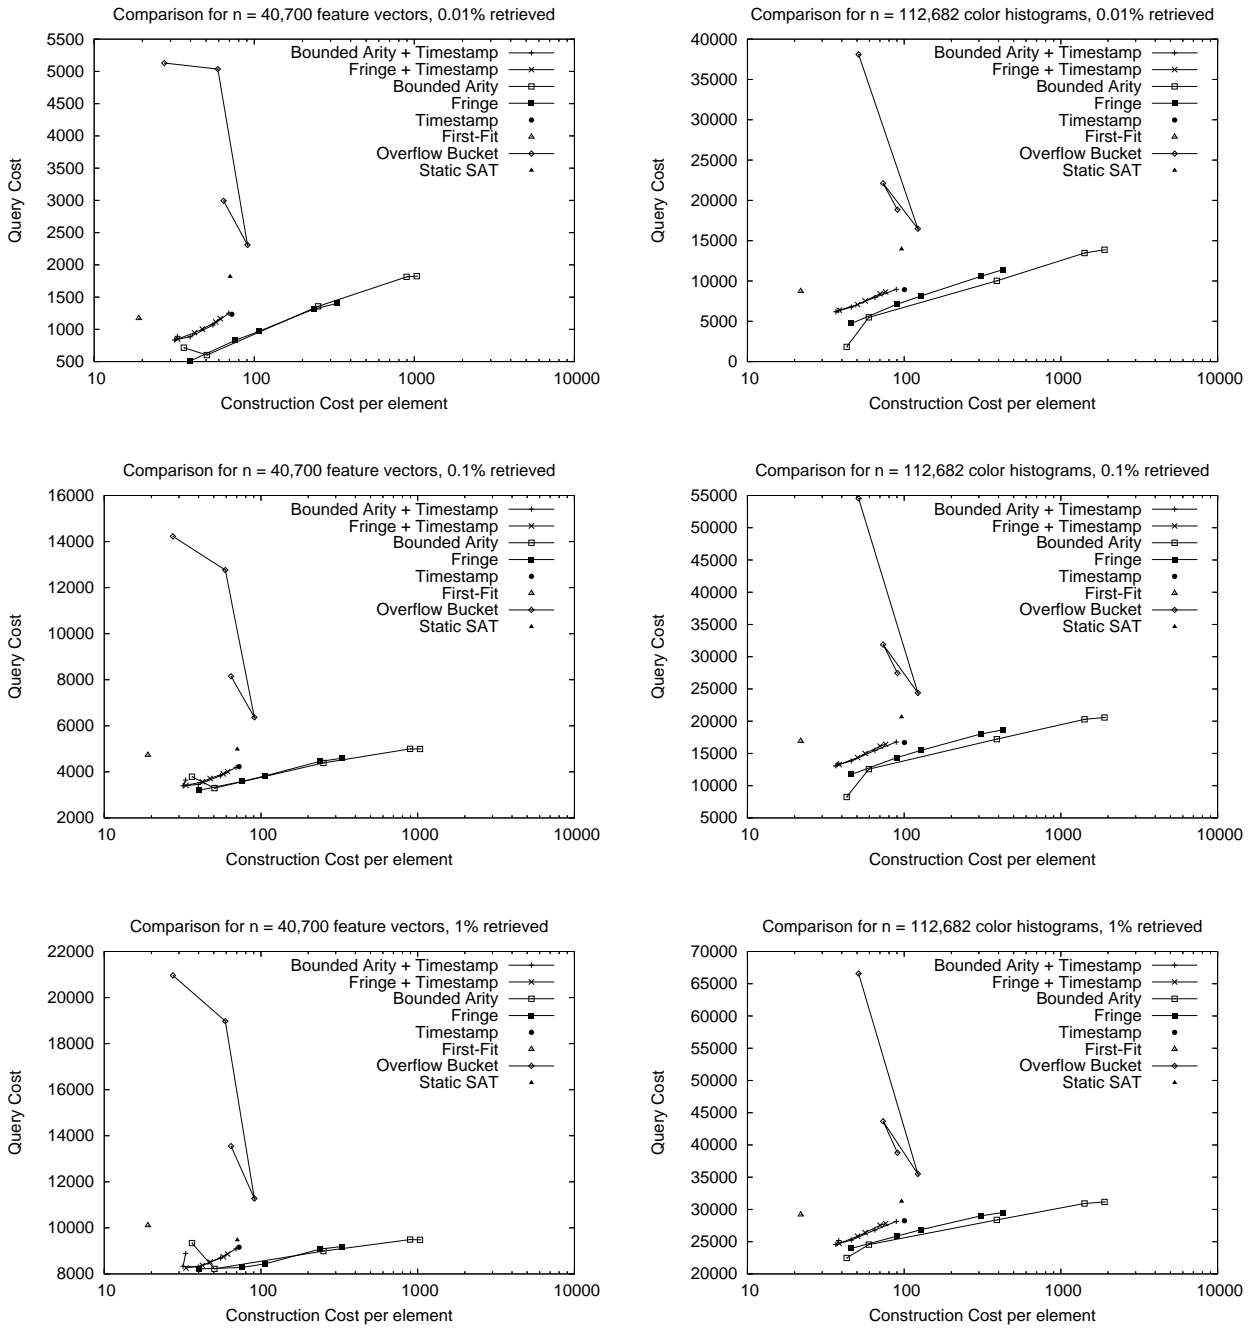 Comparison for n = 40,700 feature vectors, 0.01% retrieved
5500
5000
4500
4000
3500
3000
2500
2000
1500
1000
500
Query Cost
Bounded Arity + Timestamp
Fringe + Timestamp
Bounded Arity
Fringe
Timestamp
First-Fit
Overflow Bucket
Static SAT
10 100 1000 10000
Construction Cost per element
Comparison for n = 112,682 color histograms, 0.01% retrieved
40000
35000
30000
25000
20000
15000
10000
5000
0
Query Cost
Bounded Arity + Timestamp
Fringe + Timestamp
Bounded Arity
Fringe
Timestamp
First-Fit
Overflow Bucket
Static SAT
10 100 1000 10000
Construction Cost per element
Comparison for n = 40,700 feature vectors, 0.1% retrieved
16000
14000
12000
10000
8000
6000
4000
2000
Query Cost
Bounded Arity + Timestamp
Fringe + Timestamp
Bounded Arity
Fringe
Timestamp
First-Fit
Overflow Bucket
Static SAT
10 100 1000 10000
Construction Cost per element
Comparison for n = 112,682 color histograms, 0.1% retrieved
55000
50000
45000
40000
35000
30000
25000
20000
15000
10000
5000
Query Cost
Bounded Arity + Timestamp
Fringe + Timestamp
Bounded Arity
Fringe
Timestamp
First-Fit
Overflow Bucket
Static SAT
10 100 1000 10000
Construction Cost per element
Comparison for n = 40,700 feature vectors, 1% retrieved
22000
20000
18000
16000
14000
12000
10000
8000
Query Cost
Bounded Arity + Timestamp
Fringe + Timestamp
Bounded Arity
Fringe
Timestamp
First-Fit
Overflow Bucket
Static SAT
10 100 1000 10000
Construction Cost per element
Comparison for n = 112,682 color histograms, 1% retrieved
70000
65000
60000
55000
50000
45000
40000
35000
30000
25000
20000
Query Cost
Bounded Arity + Timestamp
Fringe + Timestamp
Bounded Arity
Fringe
Timestamp
First-Fit
Overflow Bucket
Static SAT
10 100 1000 10000
Construction Cost per element